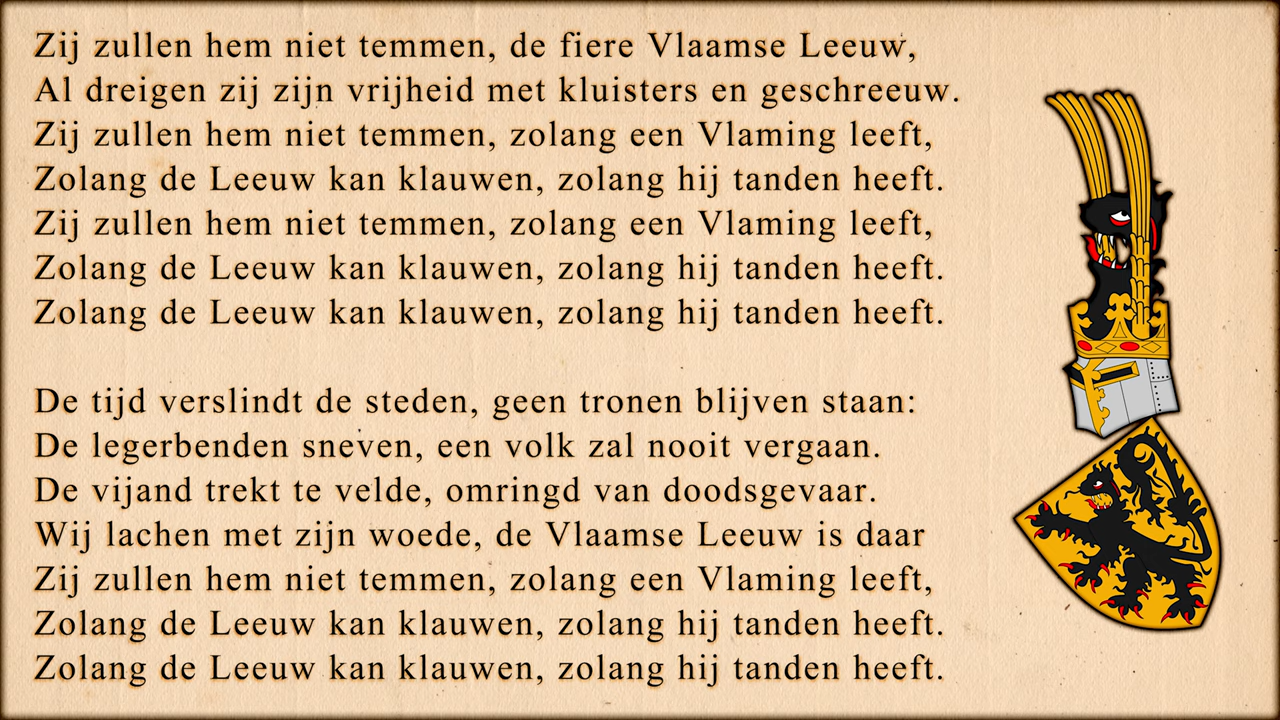 Zij zullen hem niet temmen, de fiere Vlaamse Leeuw,
Al dreigen zij zijn vrijheid met kluisters en geschreeuw.
Zij zullen hem niet temmen, zolang een Vlaming leeft,
Zolang de Leeuw kan klauwen, zolang hij tanden heeft.
Zij zullen hem niet temmen, zolang een Vlaming leeft,
Zolang de Leeuw kan klauwen, zolang hij tanden heeft.
Zolang de Leeuw kan klauwen, zolang hij tanden heeft.
De tijd verslindt de steden, geen tronen blijven staan:
De legerbenden sneven, een volk zal nooit vergaan.
De vijand trekt te velde, omringd van doodsgevaar.
Wij lachen met zijn woede, de Vlaamse Leeuw is daar
Zij zullen hem niet temmen, zolang een Vlaming leeft,
Zolang de Leeuw kan klauwen, zolang hij tanden heeft.
Zolang de Leeuw kan klauwen, zolang hij tanden heeft.